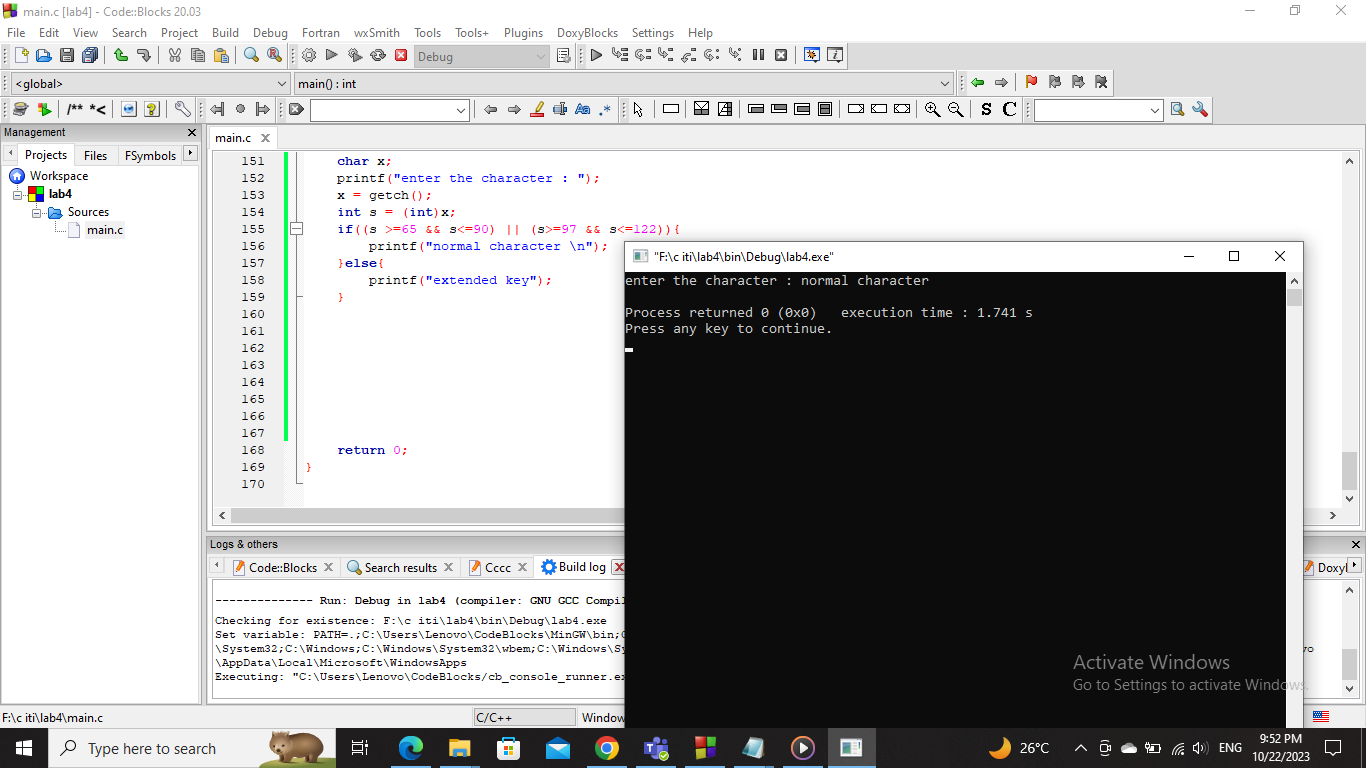 main.c [lab4] - Code::Blocks 20.03
File Edit View Search Project Build Debug Fortran wxSmith Tools Tools+ Plugins DoxyBlocks Settings Help
Debug
<global> main() : int
/** *< Aa .* S C
Management
Projects Files FSymbols
Workspace
lab4
Sources
main.c
main.c
151 char x;
152 printf("enter the character : ");
153 x = getch();
154 int s = (int)x;
155 if((s >=65 && s<=90) || (s>=97 && s<=122)){
156 printf("normal character \n");
157 }else{
158 printf("extended key");
159 }
160
161
162
163
164
165
166
167
168 return 0;
169 }
170
"F:\c iti\lab4\bin\Debug\lab4.exe"
enter the character : normal character
Process returned 0 (0x0)   execution time : 1.741 s
Press any key to continue.
Logs & others
Code::Blocks Search results Cccc Build log
-------------- Run: Debug in lab4 (compiler: GNU GCC Compil
Checking for existence: F:\c iti\lab4\bin\Debug\lab4.exe
Set variable: PATH=.;C:\Users\Lenovo\CodeBlocks\MinGW\bin;
\System32;C:\Windows;C:\Windows\System32\wbem;C:\Windows\Sy
\AppData\Local\Microsoft\WindowsApps
Executing: "C:\Users\Lenovo\CodeBlocks/cb_console_runner.ex
Doxyl
vo
Activate Windows
Go to Settings to activate Windows.
F:\c iti\lab4\main.c C/C++ Window
Type here to search
26°C ENG
9:52 PM
10/22/2023